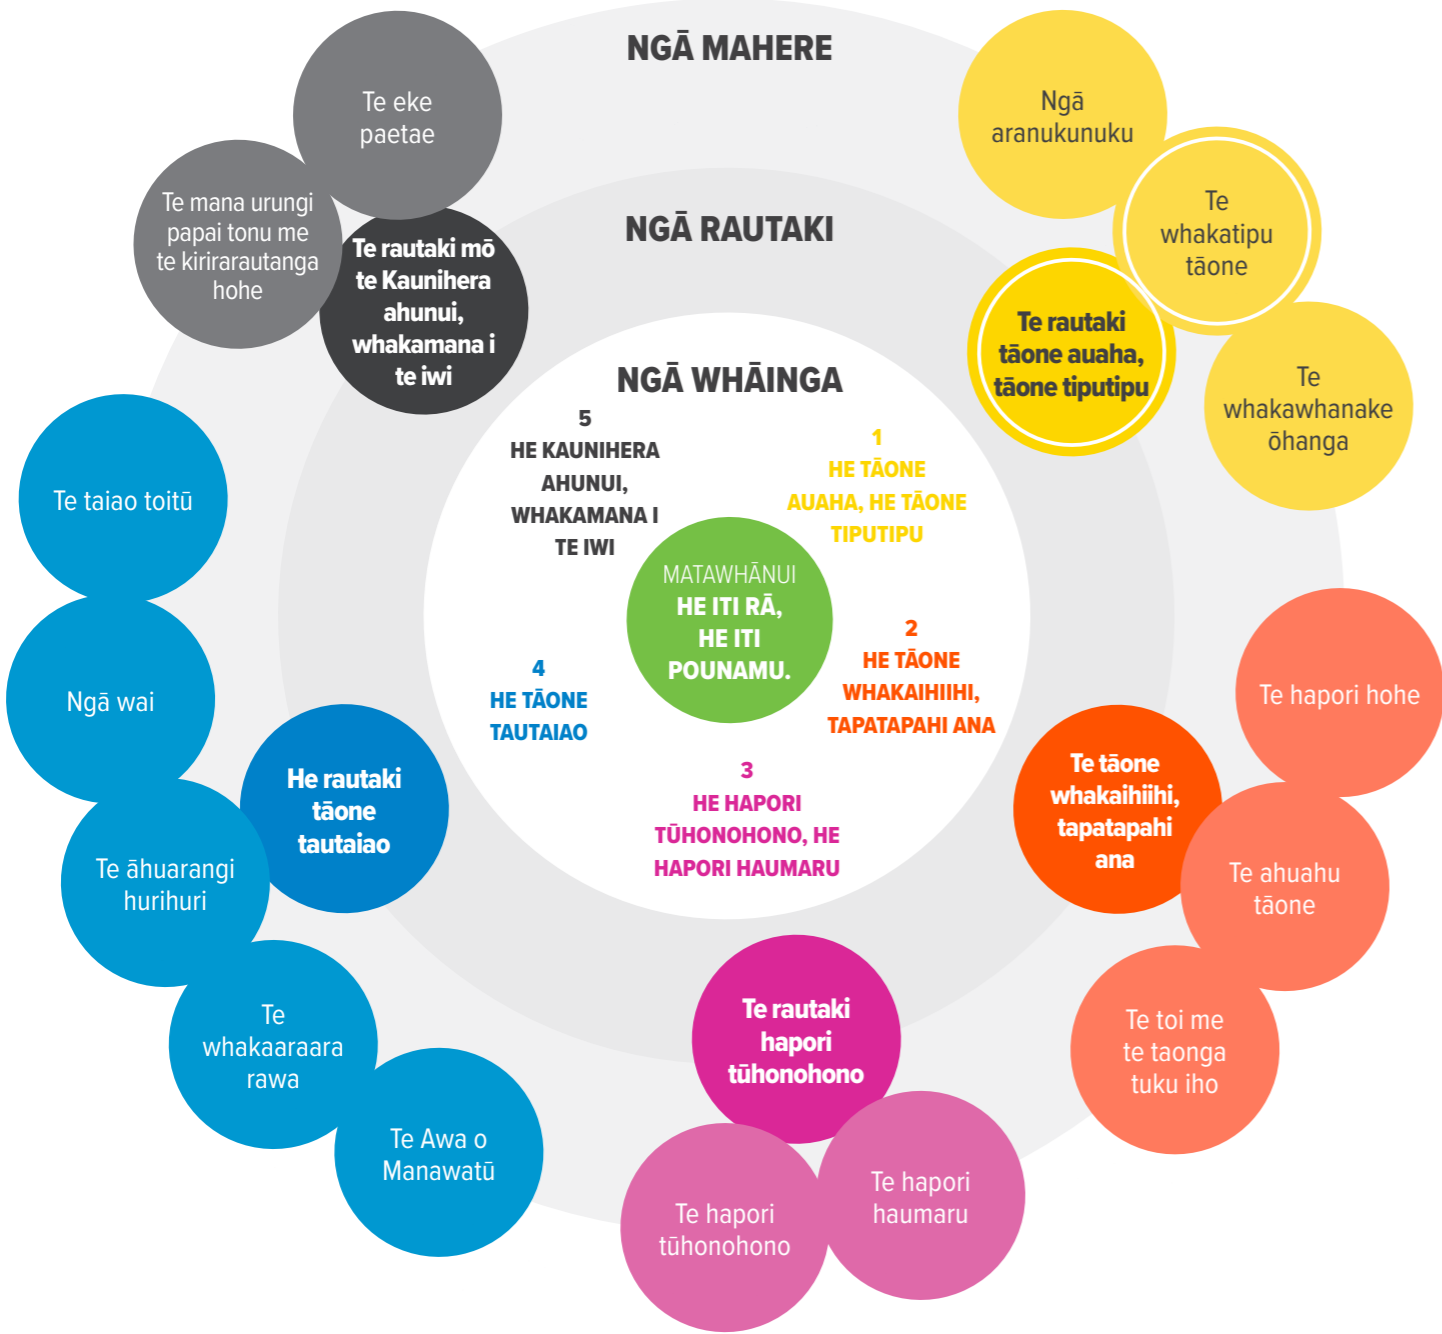 NGĀ MAHERE
NGĀ RAUTAKI
NGĀ WHĀINGA
MATAWHĀNUI
HE ITI RĀ,
HE ITI
POUNAMU.
1
HE TĀONE
AUAHA, HE TĀONE
TIPUTIPU
2
HE TĀONE
WHAKAIHIIHI,
TAPATAPAHI ANA
3
HE HAPORI
TŪHONOHONO, HE
HAPORI HAUMARU
4
HE TĀONE
TAUTAIAO
5
HE KAUNIHERA
AHUNUI,
WHAKAMANA I
TE IWI
Te rautaki
tāone auaha,
tāone tiputipu
Ngā
aranukunuku
Te
whakatipu
tāone
Te
whakawhanake
ōhanga
Te tāone
whakaihiihi,
tapatapahi
ana
Te hapori hohe
Te ahuahu
tāone
Te toi me
te taonga
tuku iho
Te rautaki
hapori
tūhonohono
Te hapori
haumaru
Te hapori
tūhonohono
He rautaki
tāone
tautaiao
Te Awa o
Manawatū
Te
whakaaraara
rawa
Te āhuarangi
hurihuri
Ngā wai
Te taiao toitū
Te rautaki mō
te Kaunihera
ahunui,
whakamana i
te iwi
Te mana urungi
papai tonu me
te kirirarautanga
hohe
Te eke
paetae